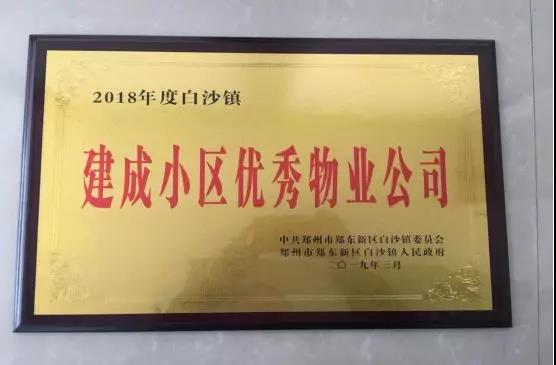 2018年度白沙镇
建成小区优秀物业公司
中共郑州市郑东新区白沙镇委员会
郑州市郑东新区白沙镇人民政府
二〇一九年三月